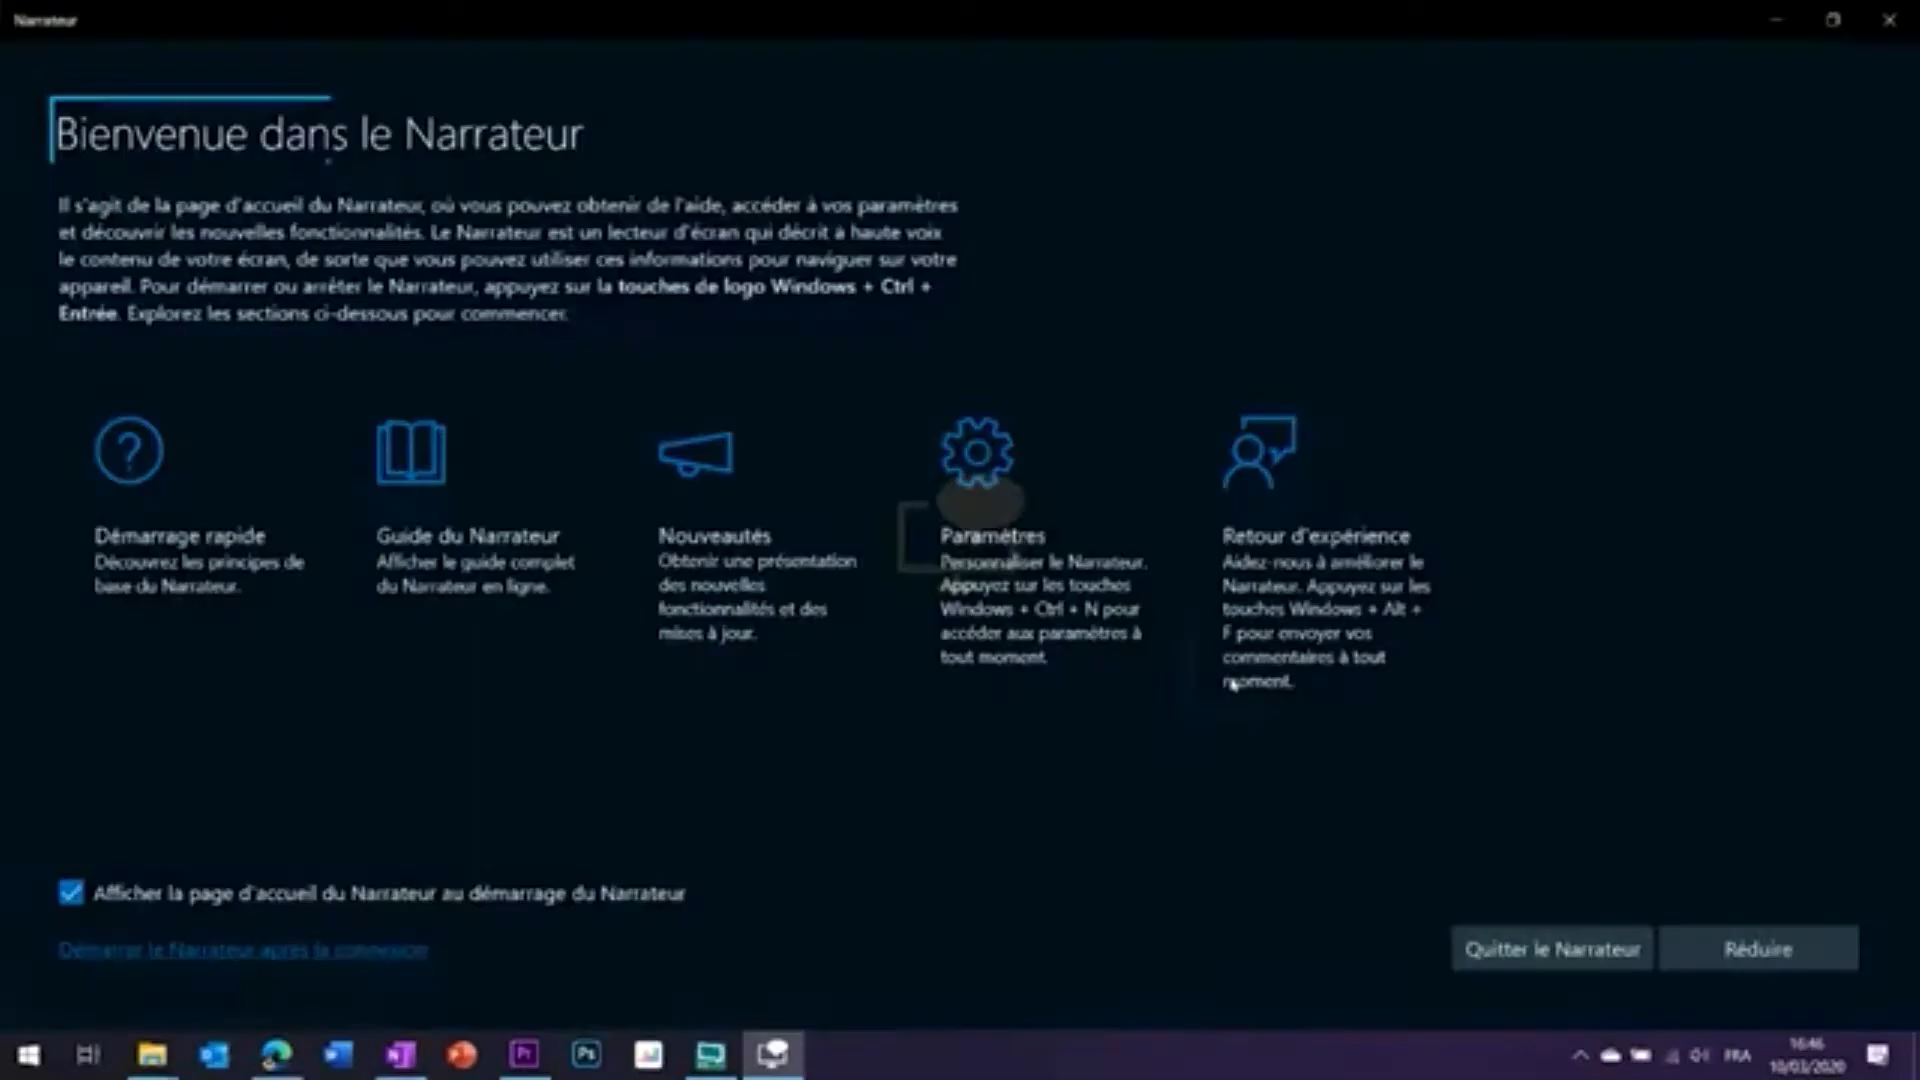 Narrateur
Bienvenue dans le Narrateur
Il s'agit de la page d'accueil du Narrateur, où vous pouvez obtenir de l'aide, accéder à vos paramètres
et découvrir les nouvelles fonctionnalités. Le Narrateur est un lecteur d'écran qui décrit à haute voix
le contenu de votre écran, de sorte que vous pouvez utiliser ces informations pour naviguer sur votre
appareil. Pour démarrer ou arrêter le Narrateur, appuyez sur la touches de logo Windows + Ctrl +
Entrée. Explorez les sections ci-dessous pour commencer.
Démarrage rapide
Découvrez les principes de
base du Narrateur.
Guide du Narrateur
Afficher le guide complet
du Narrateur en ligne.
Nouveautés
Obtenir une présentation
des nouvelles
fonctionnalités et des
mises à jour.
Paramètres
Personnaliser le Narrateur.
Appuyez sur les touches
Windows + Ctrl + N pour
accéder aux paramètres à
tout moment.
Retour d'expérience
Aidez-nous à améliorer le
Narrateur. Appuyez sur les
touches Windows + Alt +
F pour envoyer vos
commentaires à tout
moment.
Afficher la page d'accueil du Narrateur au démarrage du Narrateur
Démarrer le Narrateur après la connexion
Quitter le Narrateur
Réduire
Pr
Ps
FRA
16:46
10/03/2020